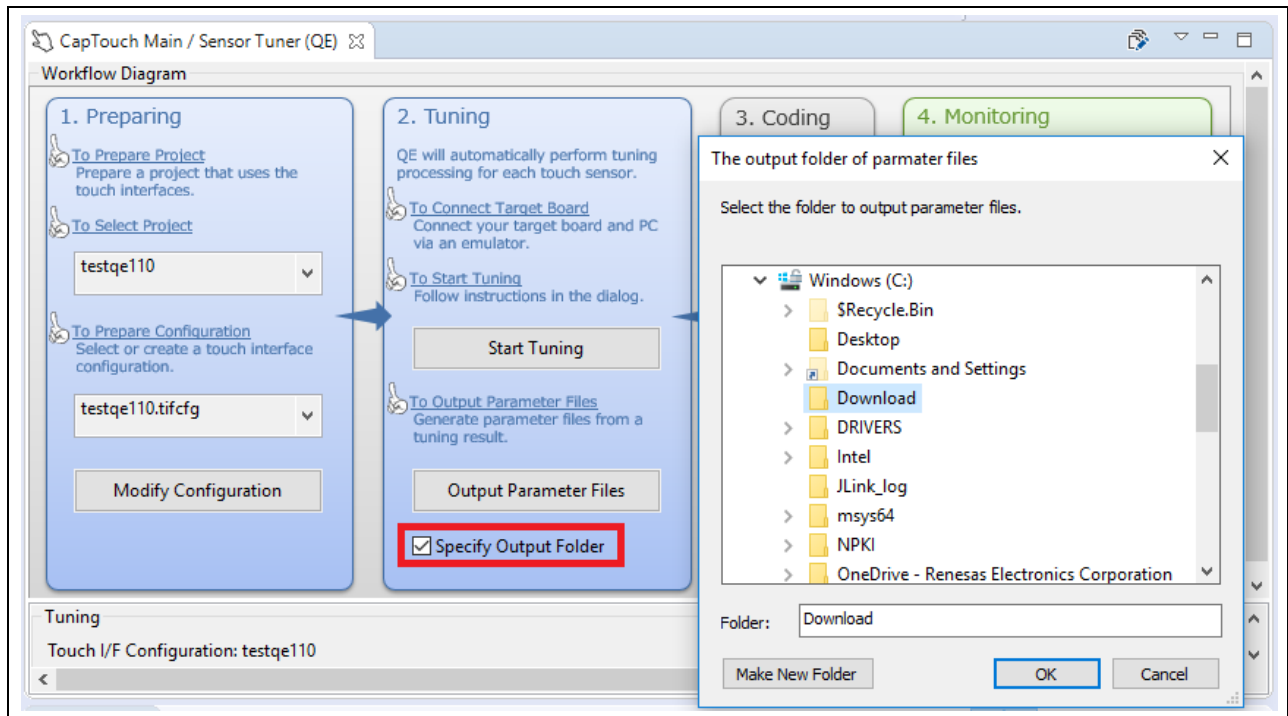 CapTouch Main / Sensor Tuner (QE)
Workflow Diagram
1. Preparing
To Prepare Project
Prepare a project that uses the
touch interfaces.
To Select Project
testqe110
To Prepare Configuration
Select or create a touch interface
configuration.
testqe110.tifcfg
Modify Configuration
2. Tuning
QE will automatically perform tuning
processing for each touch sensor.
To Connect Target Board
Connect your target board and PC
via an emulator.
To Start Tuning
Follow instructions in the dialog.
Start Tuning
To Output Parameter Files
Generate parameter files from a
tuning result.
Output Parameter Files
Specify Output Folder
3. Coding
4. Monitoring
The output folder of parmater files
Select the folder to output parameter files.
Windows (C:)
$Recycle.Bin
Desktop
Documents and Settings
Download
DRIVERS
Intel
JLink_log
msys64
NPKI
OneDrive - Renesas Electronics Corporation
Folder:
Download
Make New Folder
OK
Cancel
Tuning
Touch I/F Configuration: testqe110